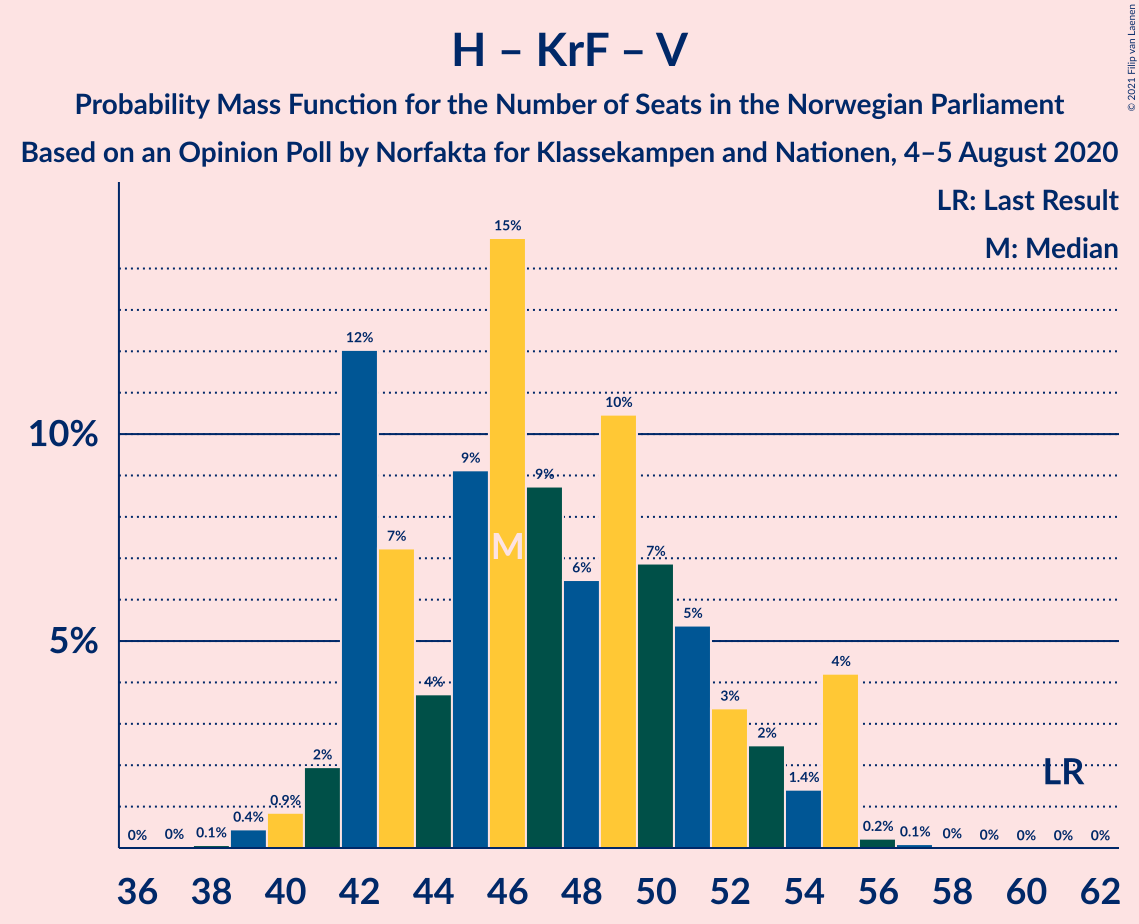 H – KrF – V
Probability Mass Function for the Number of Seats in the Norwegian Parliament
Based on an Opinion Poll by Norfakta for Klassekampen and Nationen, 4–5 August 2020
© 2021 Filip van Laenen
LR: Last Result
M: Median
10%
5%
0% 0% 0.1% 0.4% 0.9% 2% 12% 7% 4% 9% 15% 9% 6% 10% 7% 5% 3% 2% 1.4% 4% 0.2% 0.1% 0% 0% 0% 0% 0%
M
LR
36 38 40 42 44 46 48 50 52 54 56 58 60 62